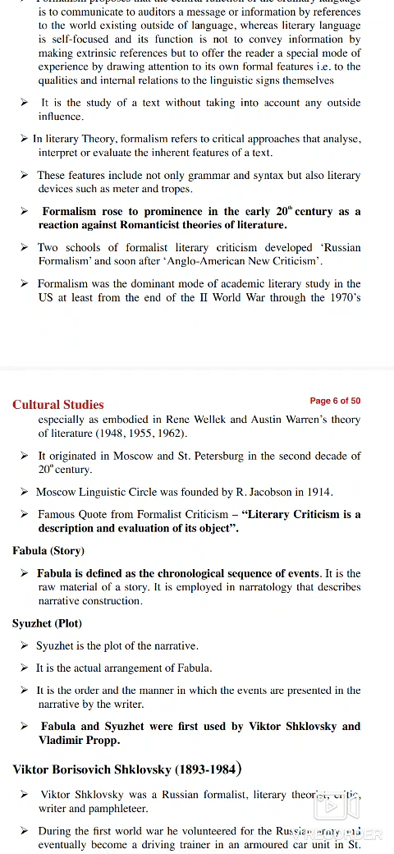 is to communicate to auditors a message or information by references
to the world existing outside of language, whereas literary language
is self-focused and its function is not to convey information by
making extrinsic references but to offer the reader a special mode of
experience by drawing attention to its own formal features i.e. to the
qualities and internal relations to the linguistic signs themselves
➢ It is the study of a text without taking into account any outside
influence.
➢ In literary Theory, formalism refers to critical approaches that analyse,
interpret or evaluate the inherent features of a text.
➢ These features include not only grammar and syntax but also literary
devices such as meter and tropes.
➢ Formalism rose to prominence in the early 20th century as a
reaction against Romanticist theories of literature.
➢ Two schools of formalist literary criticism developed ‘Russian
Formalism’ and soon after ‘Anglo-American New Criticism’.
➢ Formalism was the dominant mode of academic literary study in the
US at least from the end of the II World War through the 1970’s
Cultural Studies Page 6 of 50
especially as embodied in Rene Wellek and Austin Warren’s theory
of literature (1948, 1955, 1962).
➢ It originated in Moscow and St. Petersburg in the second decade of
20th century.
➢ Moscow Linguistic Circle was founded by R. Jacobson in 1914.
➢ Famous Quote from Formalist Criticism – “Literary Criticism is a
description and evaluation of its object”.
Fabula (Story)
➢ Fabula is defined as the chronological sequence of events. It is the
raw material of a story. It is employed in narratology that describes
narrative construction.
Syuzhet (Plot)
➢ Syuzhet is the plot of the narrative.
➢ It is the actual arrangement of Fabula.
➢ It is the order and the manner in which the events are presented in the
narrative by the writer.
➢ Fabula and Syuzhet were first used by Viktor Shklovsky and
Vladimir Propp.
Viktor Borisovich Shklovsky (1893-1984)
➢ Viktor Shklovsky was a Russian formalist, literary theorist, critic,
writer and pamphleteer.
➢ During the first world war he volunteered for the Russian army and
eventually become a driving trainer in an armoured car unit in St.